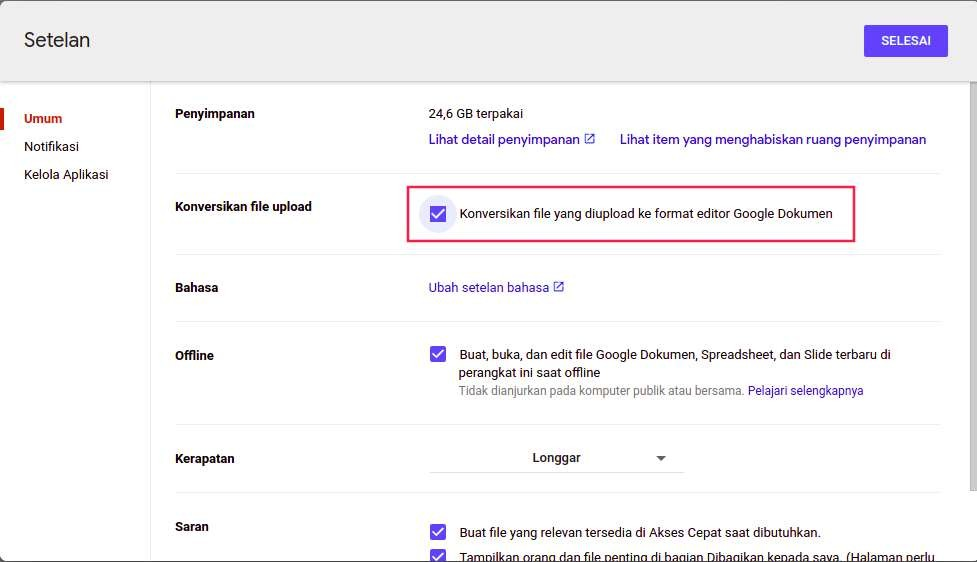 Setelan
SELESAI
Umum
Notifikasi
Kelola Aplikasi
Penyimpanan
24,6 GB terpakai
Lihat detail penyimpanan
Lihat item yang menghabiskan ruang penyimpanan
Konversikan file upload
Konversikan file yang diupload ke format editor Google Dokumen
Bahasa
Ubah setelan bahasa
Offline
Buat, buka, dan edit file Google Dokumen, Spreadsheet, dan Slide terbaru di
perangkat ini saat offline
Tidak dianjurkan pada komputer publik atau bersama. Pelajari selengkapnya
Kerapatan
Longgar
Saran
Buat file yang relevan tersedia di Akses Cepat saat dibutuhkan.
Tampilkan orang dan file penting di bagian Dibagikan kepada saya. (Halaman perlu